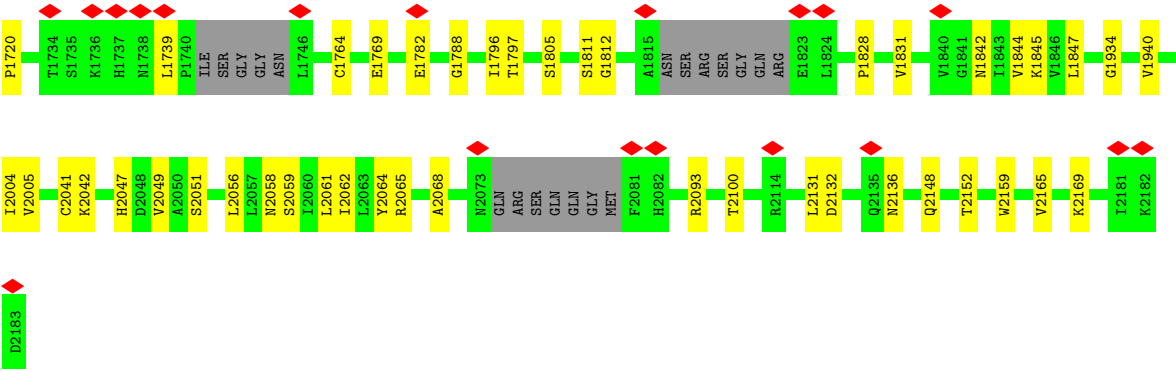 P1720 T1734 S1735 K1736 H1737 N1738 L1739 P1740 ILE SER GLY GLY ASN L1746 C1764 E1769 E1782 G1788 I1796 T1797 S1805 S1811 G1812 A1815 ASN SER ARG SER GLY GLN ARG E1823 L1824 P1828 V1831 V1840 G1841 N1842 I1843 V1844 K1845 V1846 L1847 G1934 V1940
I2004 V2005 C2041 K2042 H2047 D2048 V2049 A2050 S2051 L2056 L2057 N2058 S2059 I2060 L2061 I2062 L2063 Y2064 R2065 A2068 N2073 GLN ARG SER GLN GLN GLY MET F2081 H2082 R2093 T2100 R2114 L2131 D2132 Q2135 N2136 Q2148 T2152 W2159 V2165 K2169 I2181 K2182
D2183